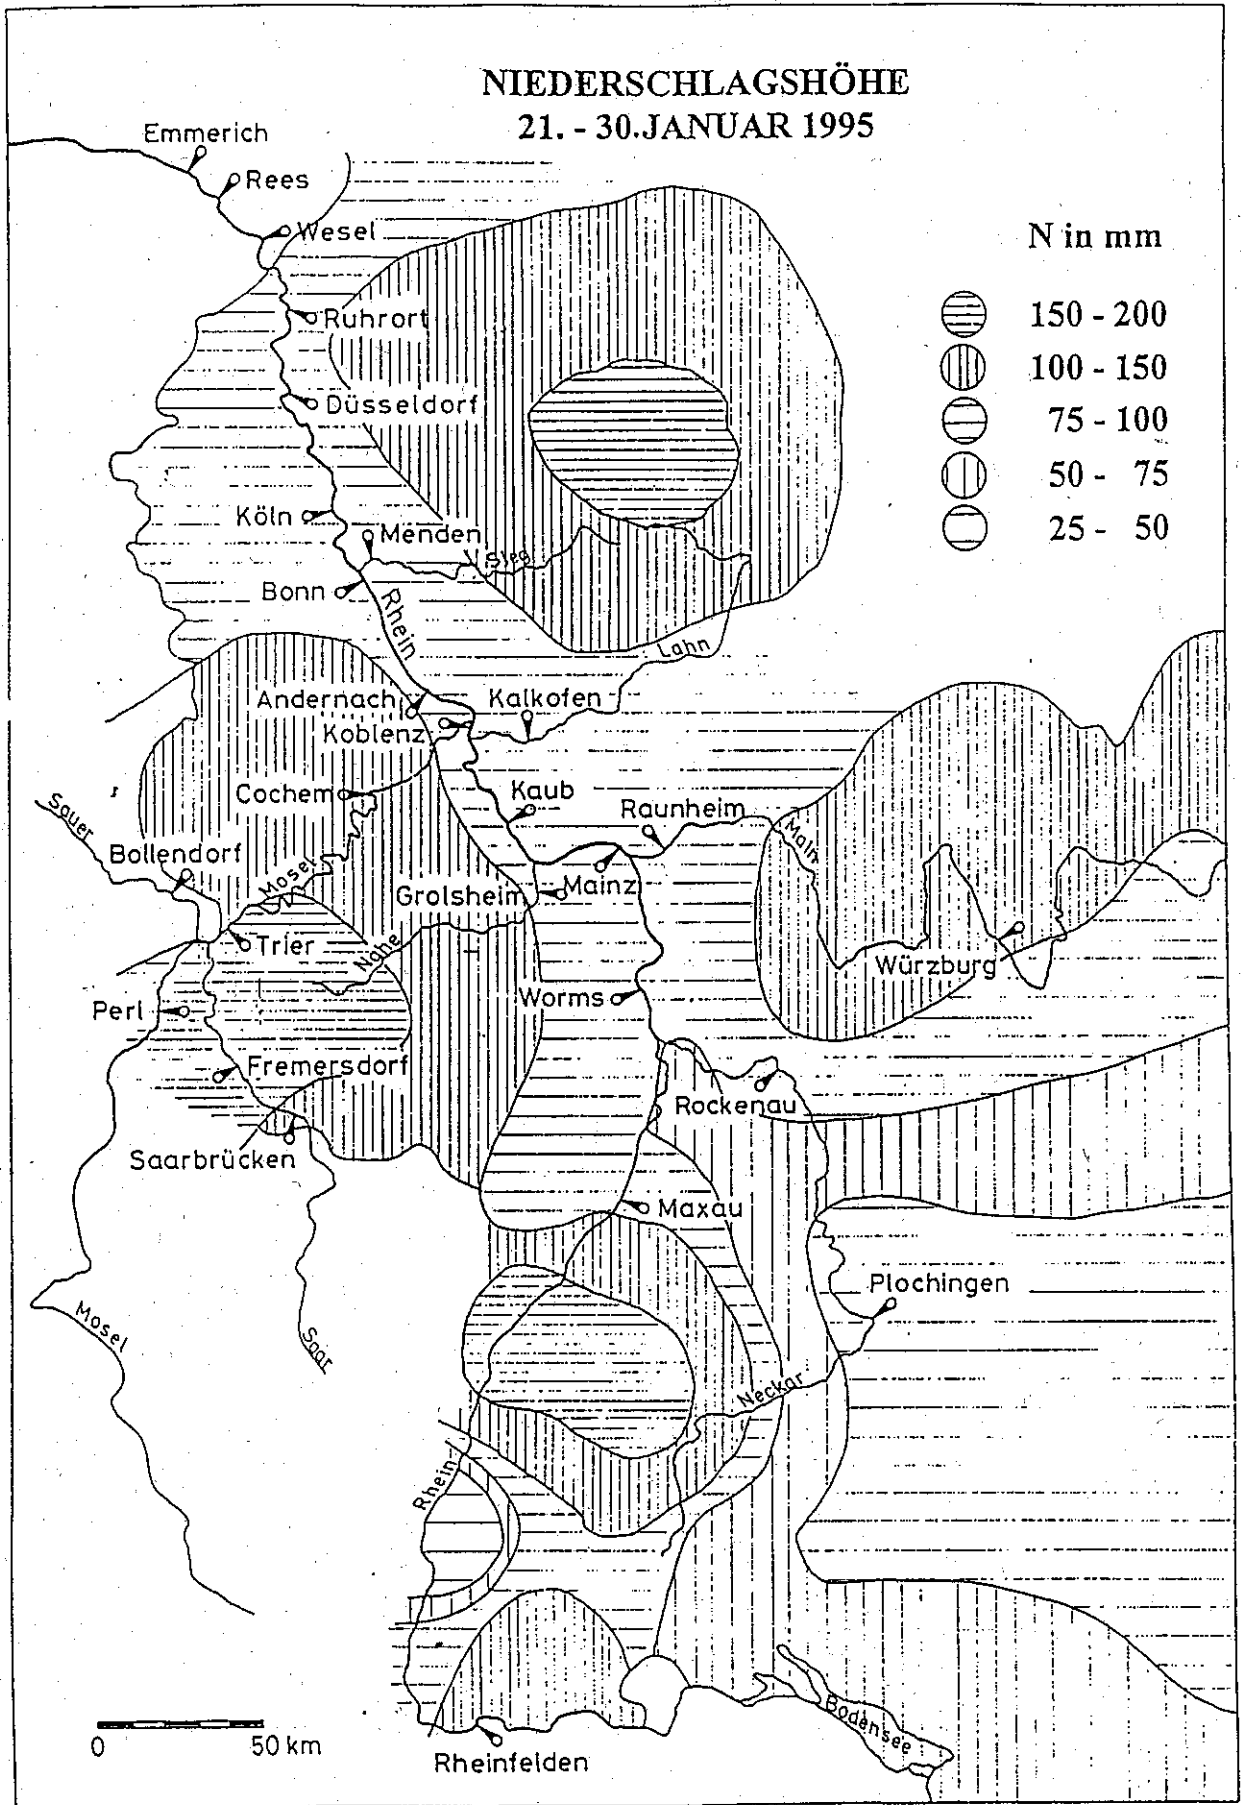 NIEDERSCHLAGSHÖHE
21. - 30.JANUAR 1995
Emmerich
Rees
Wesel
N in mm
150 - 200
100 - 150
75 - 100
50 - 75
25 - 50
Ruhrort
Düsseldorf
Köln
Menden
Sieg
Bonn
Rhein
Lahn
Andernach
Kalkofen
Koblenz
Cochem
Kaub
Raunheim
Sauer
Main
Bollendorf
Mosel
Grolsheim
Mainz
Trier
Nahe
Würzburg
Perl
Worms
Fremersdorf
Rockenau
Saarbrücken
Maxau
Plochingen
Mosel
Saar
Neckar
Rhein
Bodensee
0 50 km
Rheinfelden